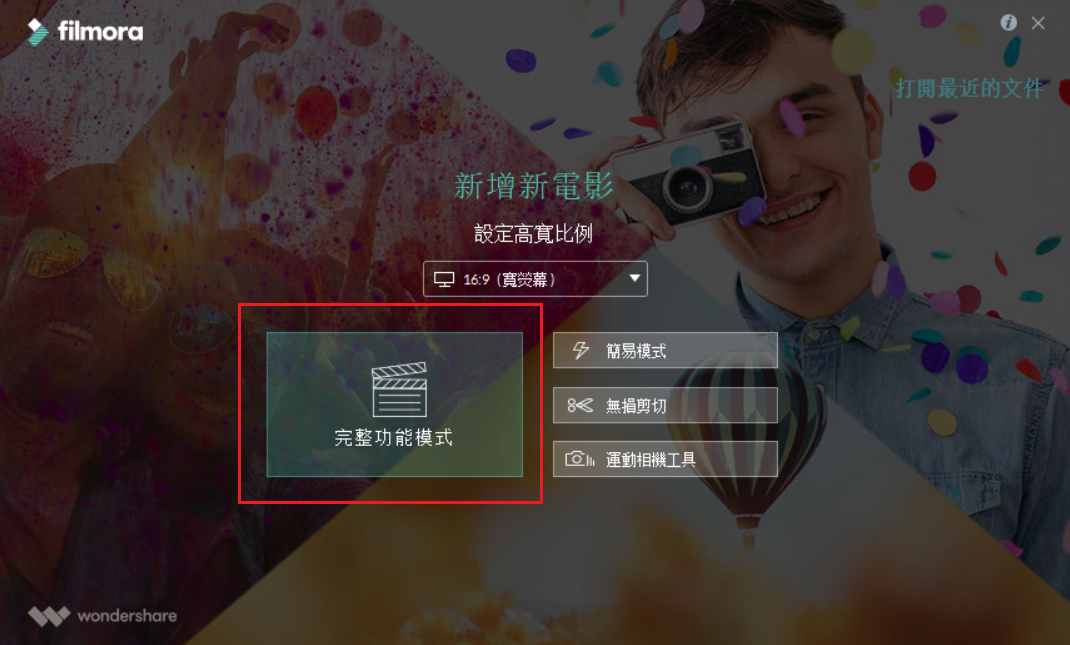 filmora
打開最近的文件
新增新電影
設定高寬比例
16:9 (寬熒幕)
完整功能模式
簡易模式
無損剪切
運動相機工具
wondershare